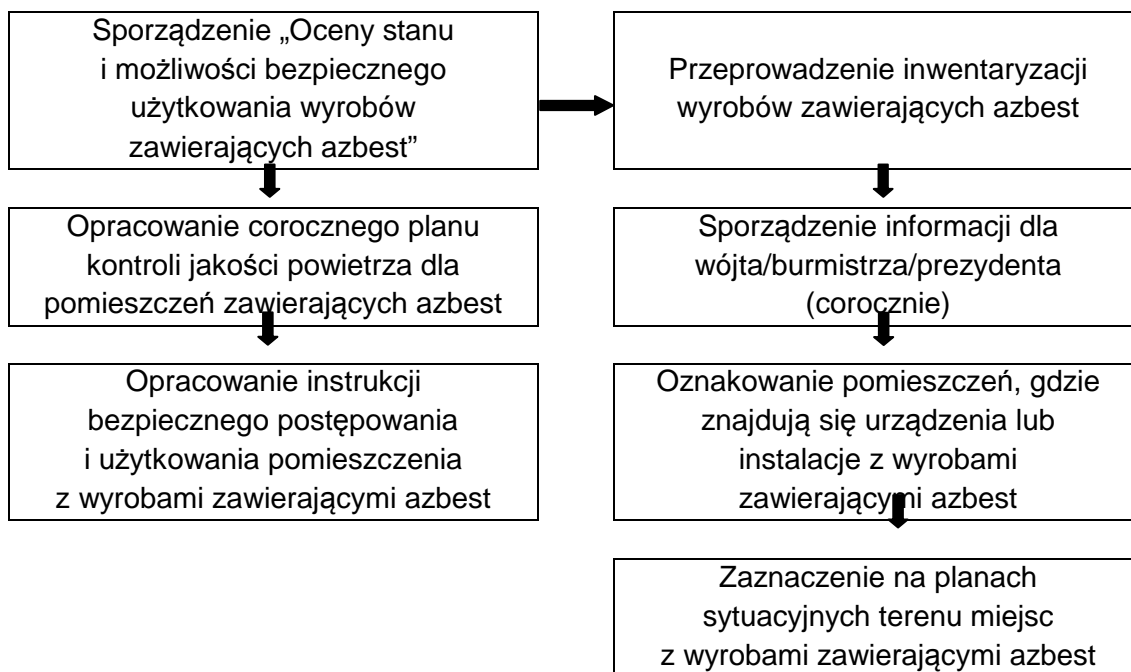 Sporządzenie „Oceny stanu
i możliwości bezpiecznego
użytkowania wyrobów
zawierających azbest”
Przeprowadzenie inwentaryzacji
wyrobów zawierających azbest
Opracowanie corocznego planu
kontroli jakości powietrza dla
pomieszczeń zawierających azbest
Sporządzenie informacji dla
wójta/burmistrza/prezydenta
(corocznie)
Opracowanie instrukcji
bezpiecznego postępowania
i użytkowania pomieszczenia
z wyrobami zawierającymi azbest
Oznakowanie pomieszczeń, gdzie
znajdują się urządzenia lub
instalacje z wyrobami
zawierającymi azbest
Zaznaczenie na planach
sytuacyjnych terenu miejsc
z wyrobami zawierającymi azbest